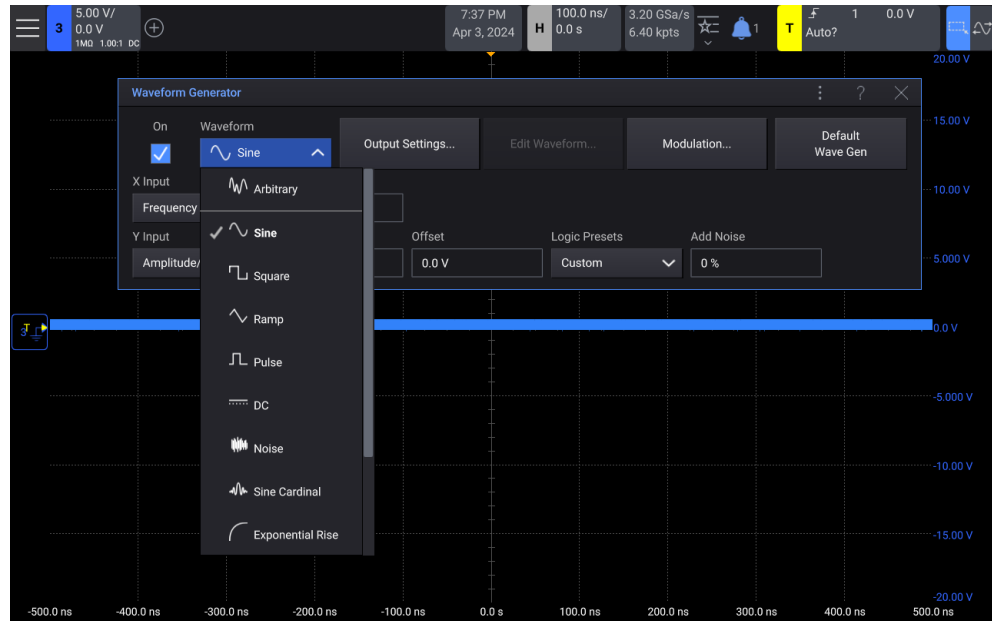 3
5.00 V/
0.0 V
1MΩ 1.00:1 DC
7:37 PM
Apr 3, 2024
H
100.0 ns/
0.0 s
3.20 GSa/s
6.40 kpts
1
T
1
0.0 V
Auto?
20.00 V
Waveform Generator
?
15.00 V
On
Waveform
Sine
Output Settings...
Edit Waveform...
Modulation...
Default
Wave Gen
X Input
Arbitrary
10.00 V
Frequency
Y Input
Sine
Offset
Logic Presets
Add Noise
Amplitude/
0.0 V
Custom
0 %
5.000 V
Square
Ramp
T
3
0.0 V
Pulse
-5.000 V
DC
Noise
-10.00 V
Sine Cardinal
Exponential Rise
-15.00 V
-20.00 V
-500.0 ns
-400.0 ns
-300.0 ns
-200.0 ns
-100.0 ns
0.0 s
100.0 ns
200.0 ns
300.0 ns
400.0 ns
500.0 ns